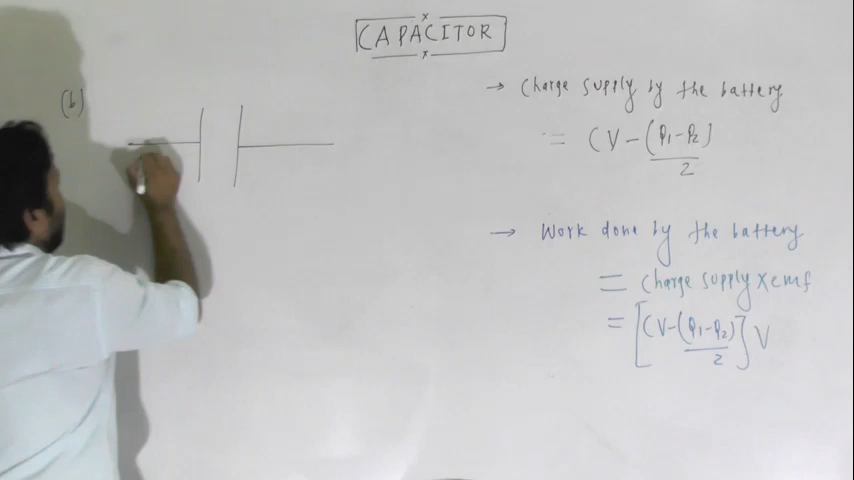 CAPACITOR
(b)
→ Charge supply by the battery
= CV - (q1-q2)/2
→ Work done by the battery
= Charge supply x emf
= [CV-(q1-q2)/2] V